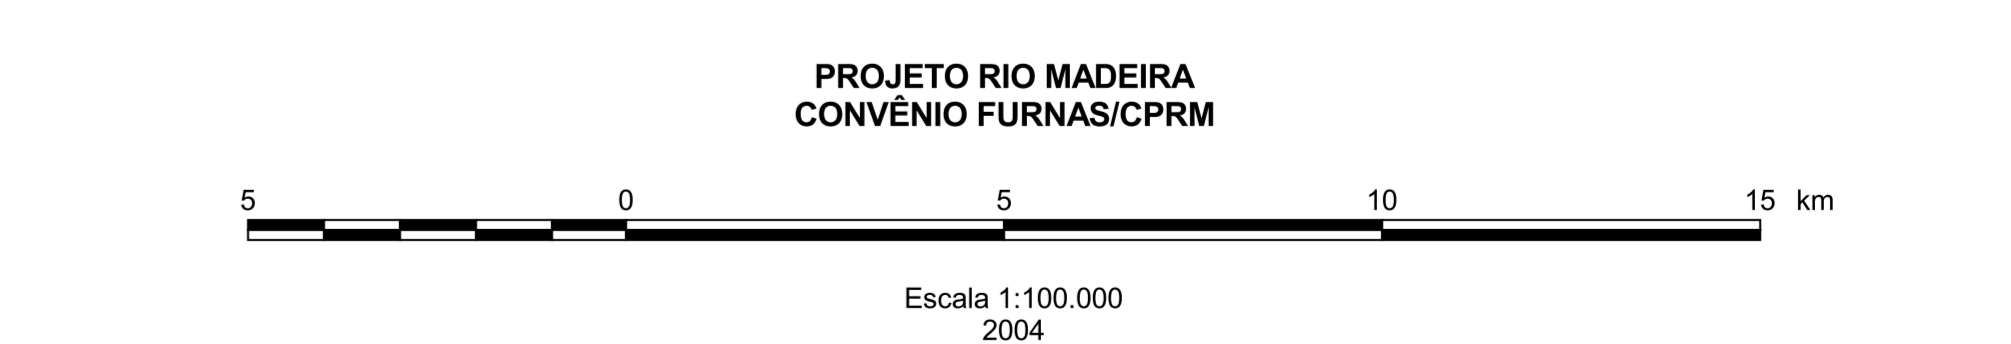 PROJETO RIO MADEIRA
CONVÊNIO FURNAS/CPRM
5 0 5 10 15 km
Escala 1:100.000
2004